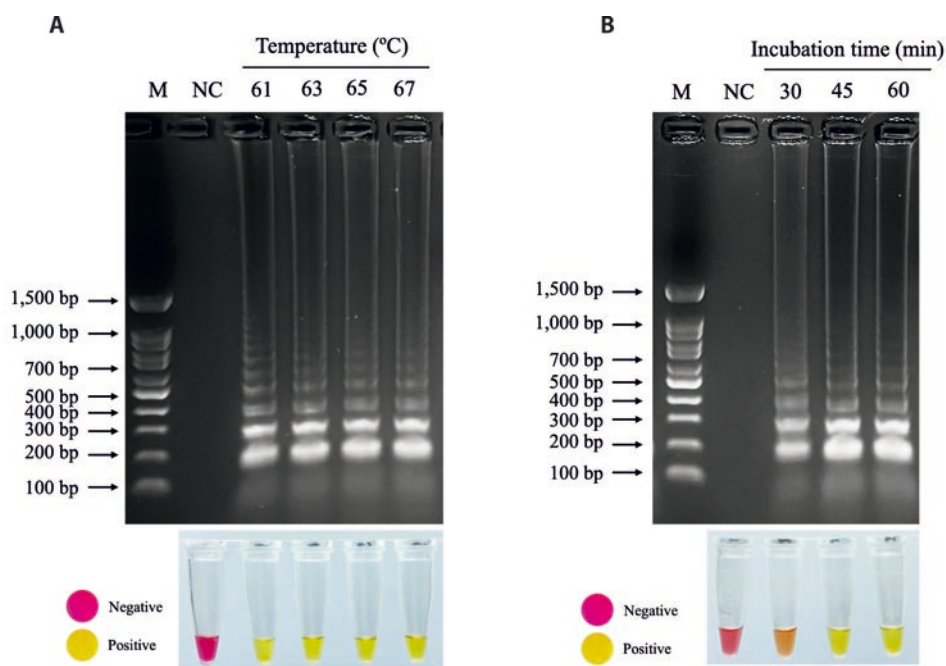 A
Temperature (ºC)
M NC 61 63 65 67
1,500 bp
1,000 bp
700 bp
500 bp
400 bp
300 bp
200 bp
100 bp
Negative
Positive
B
Incubation time (min)
M NC 30 45 60
1,500 bp
1,000 bp
700 bp
500 bp
400 bp
300 bp
200 bp
100 bp
Negative
Positive